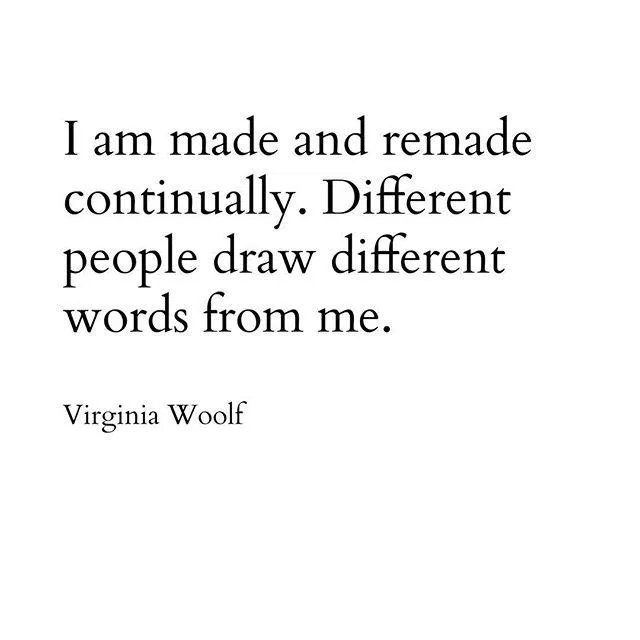 I am made and remade
continually. Different
people draw different
words from me.
Virginia Woolf